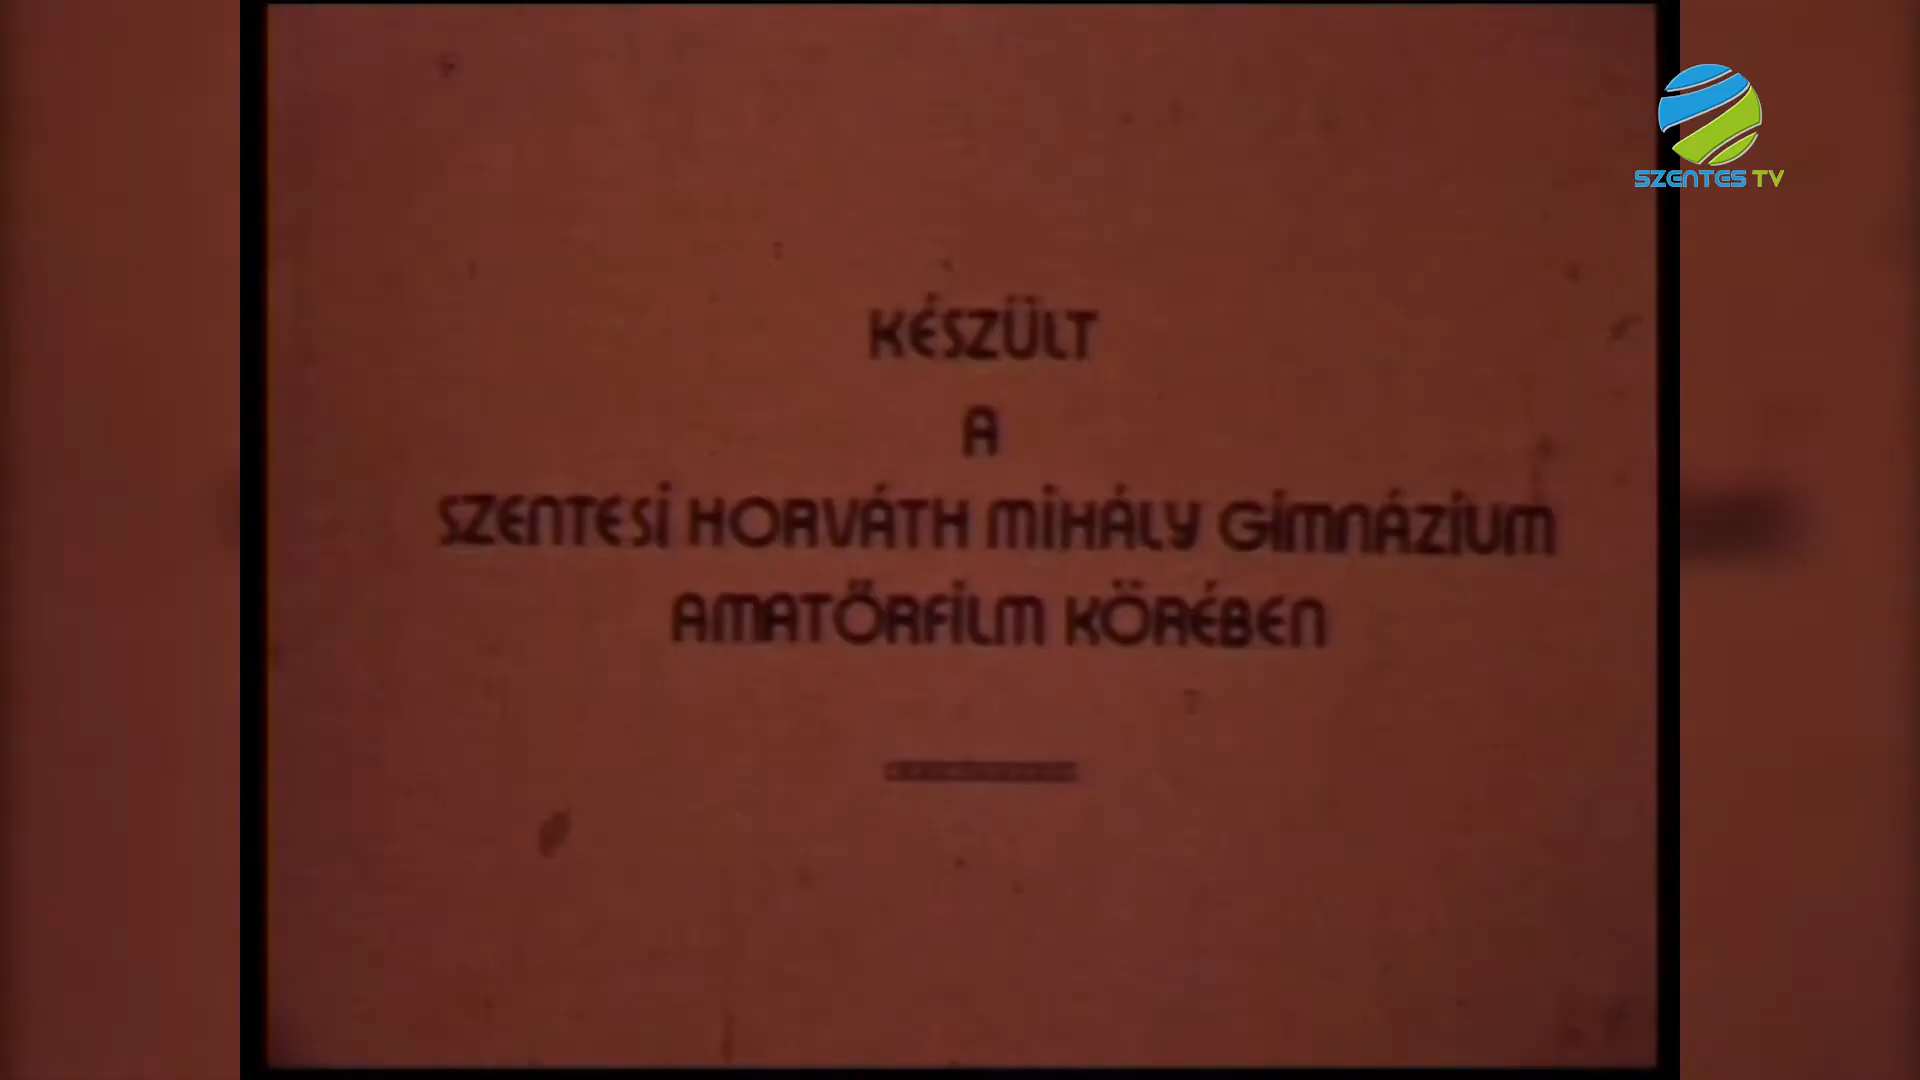 SZENTES TV
KÉSZÜLT
A
SZENTESI HORVÁTH MIHÁLY GIMNÁZIUM
AMATŐRFILM KÖRÉBEN